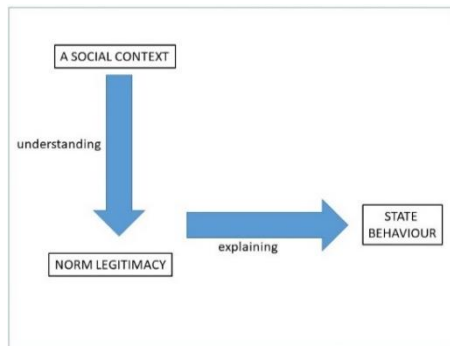 A SOCIAL CONTEXT
understanding
STATE
BEHAVIOUR
explaining
NORM LEGITIMACY